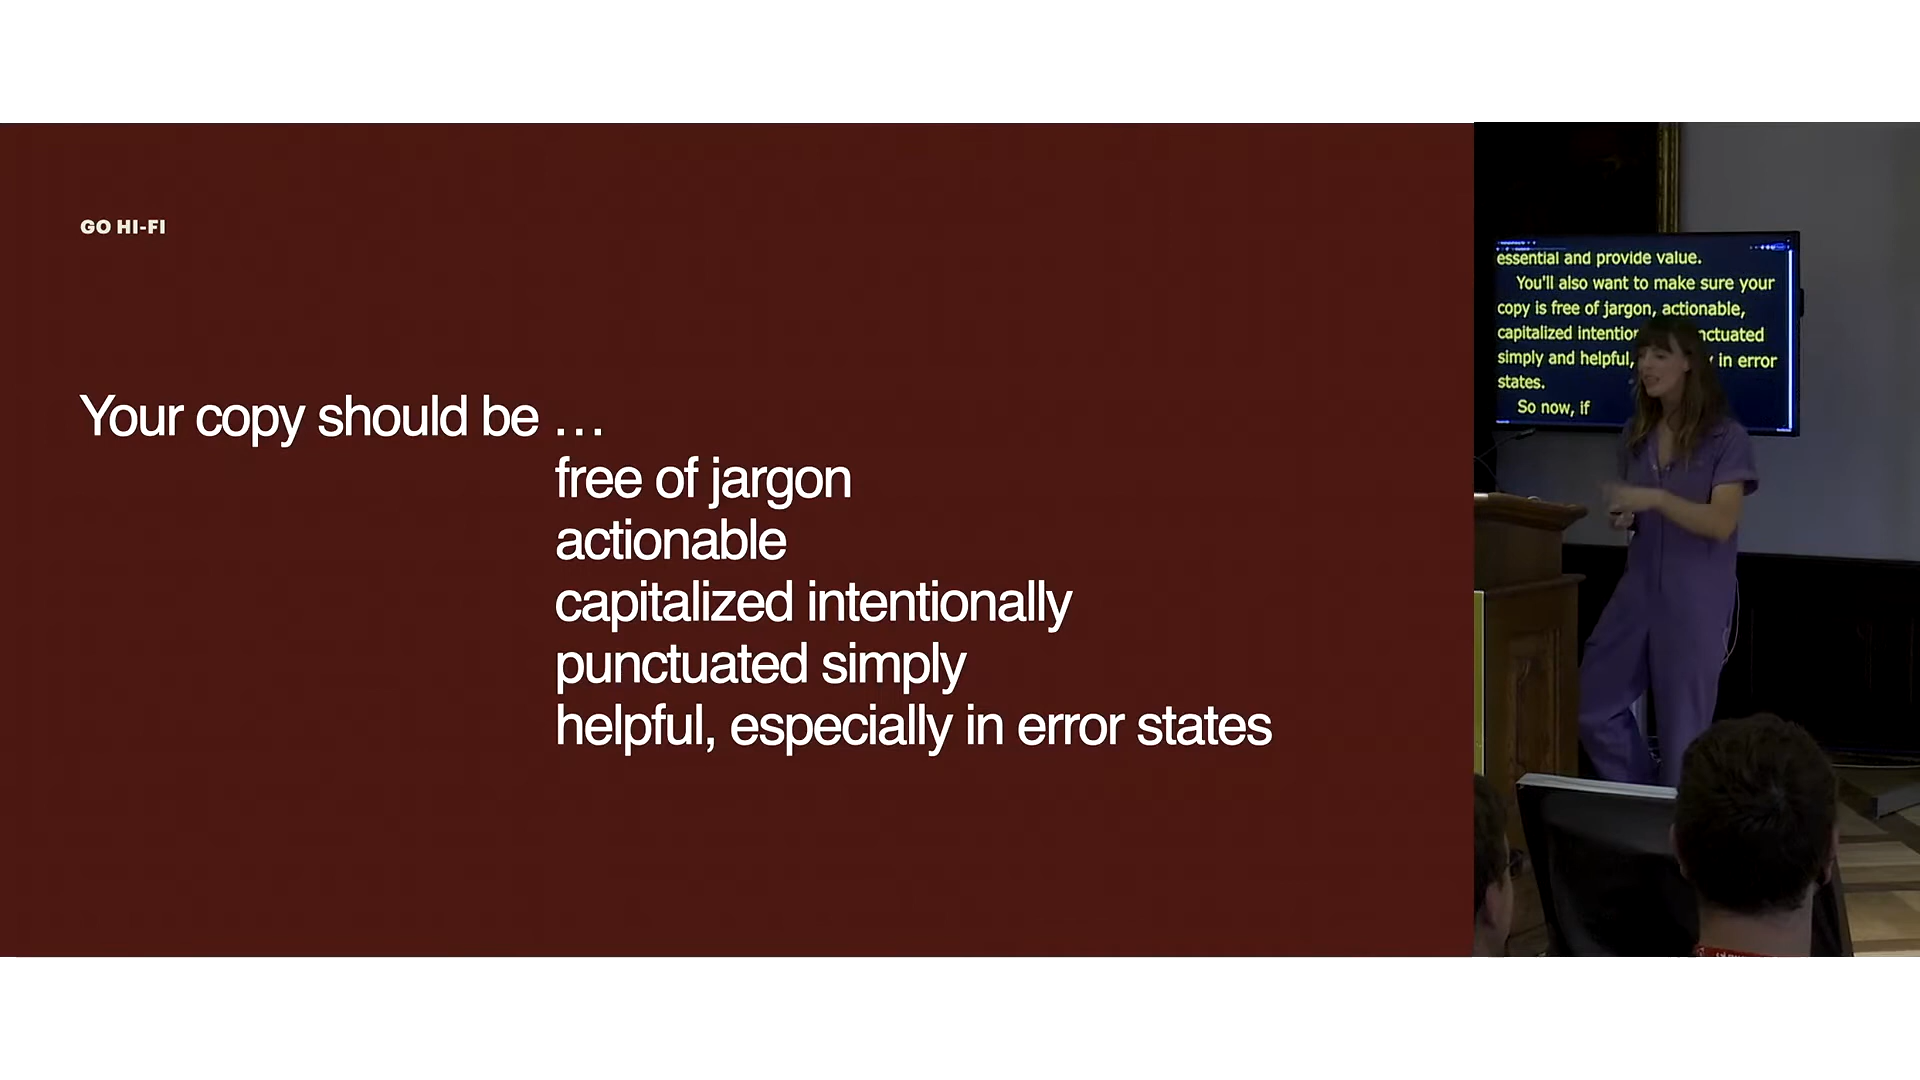 GO HI-FI
Your copy should be …
free of jargon
actionable
capitalized intentionally
punctuated simply
helpful, especially in error states
essential and provide value.
You'll also want to make sure your
copy is free of jargon, actionable,
capitalized
simply and helpful, in error
states.
So now, if